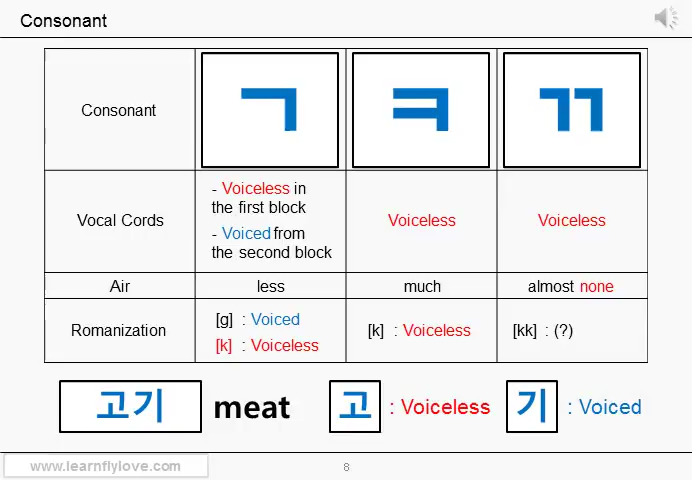 Consonant
Consonant ㄱ ㅋ ㄲ
Vocal Cords
- Voiceless in
the first block
- Voiced from
the second block
Voiceless
Voiceless
Air less much almost none
Romanization
[g] : Voiced
[k] : Voiceless
[k] : Voiceless
[kk] : (?)
고기 meat 고 : Voiceless 기 : Voiced
www.learnflylove.com
8